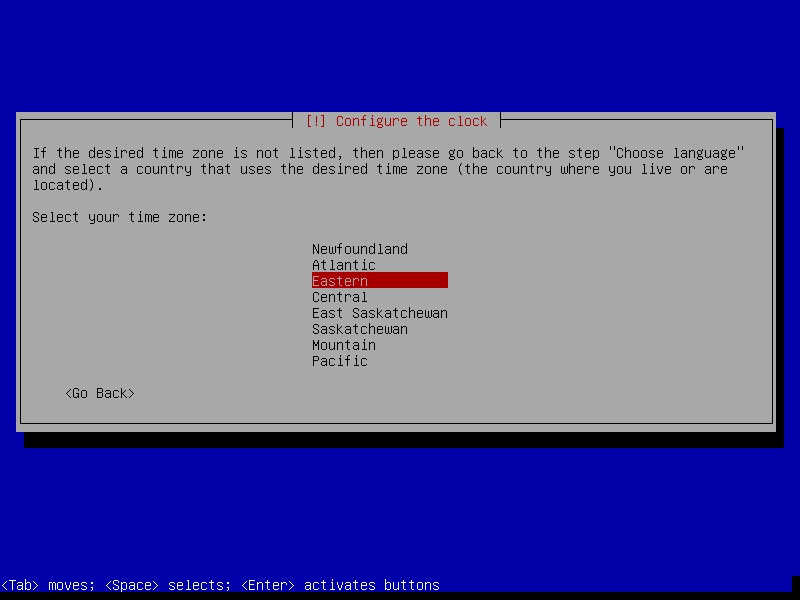 [!] Configure the clock
If the desired time zone is not listed, then please go back to the step "Choose language"
and select a country that uses the desired time zone (the country where you live or are
located).
Select your time zone:
Newfoundland
Atlantic
Eastern
Central
East Saskatchewan
Saskatchewan
Mountain
Pacific
<Go Back>
<Tab> moves; <Space> selects; <Enter> activates buttons